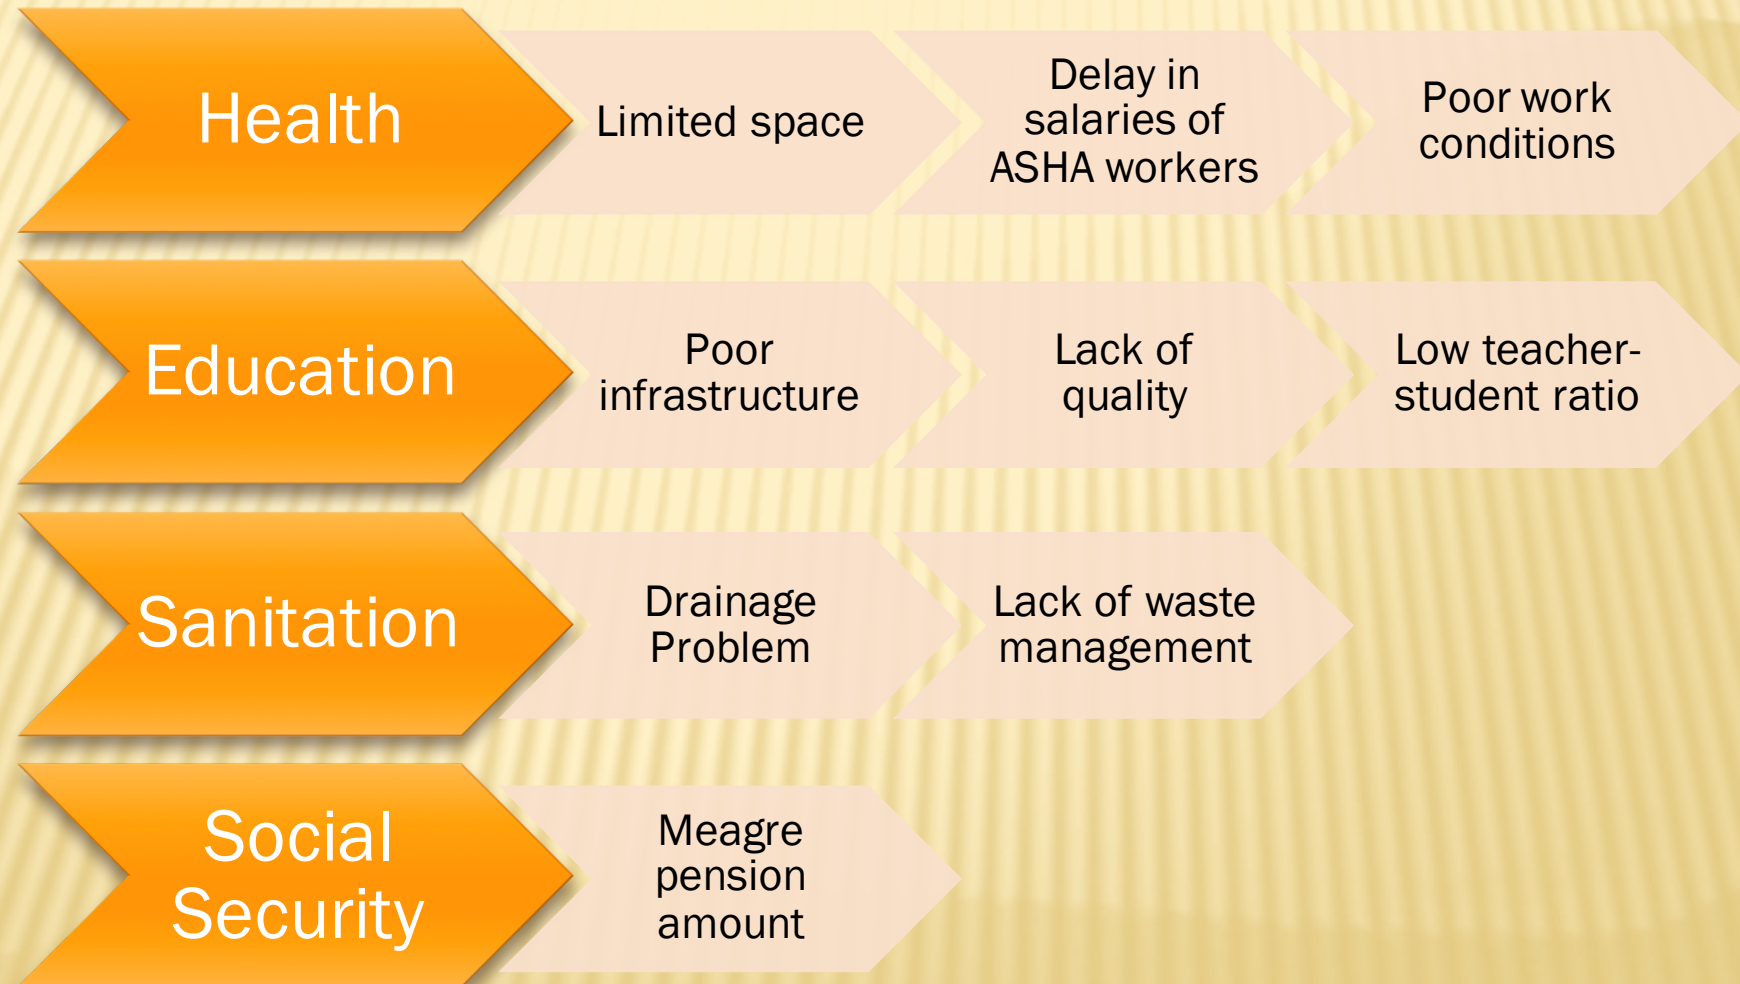 Health
Limited space
Delay in
salaries of
ASHA workers
Poor work
conditions
Education
Poor
infrastructure
Lack of
quality
Low teacher-
student ratio
Sanitation
Drainage
Problem
Lack of waste
management
Social
Security
Meagre
pension
amount